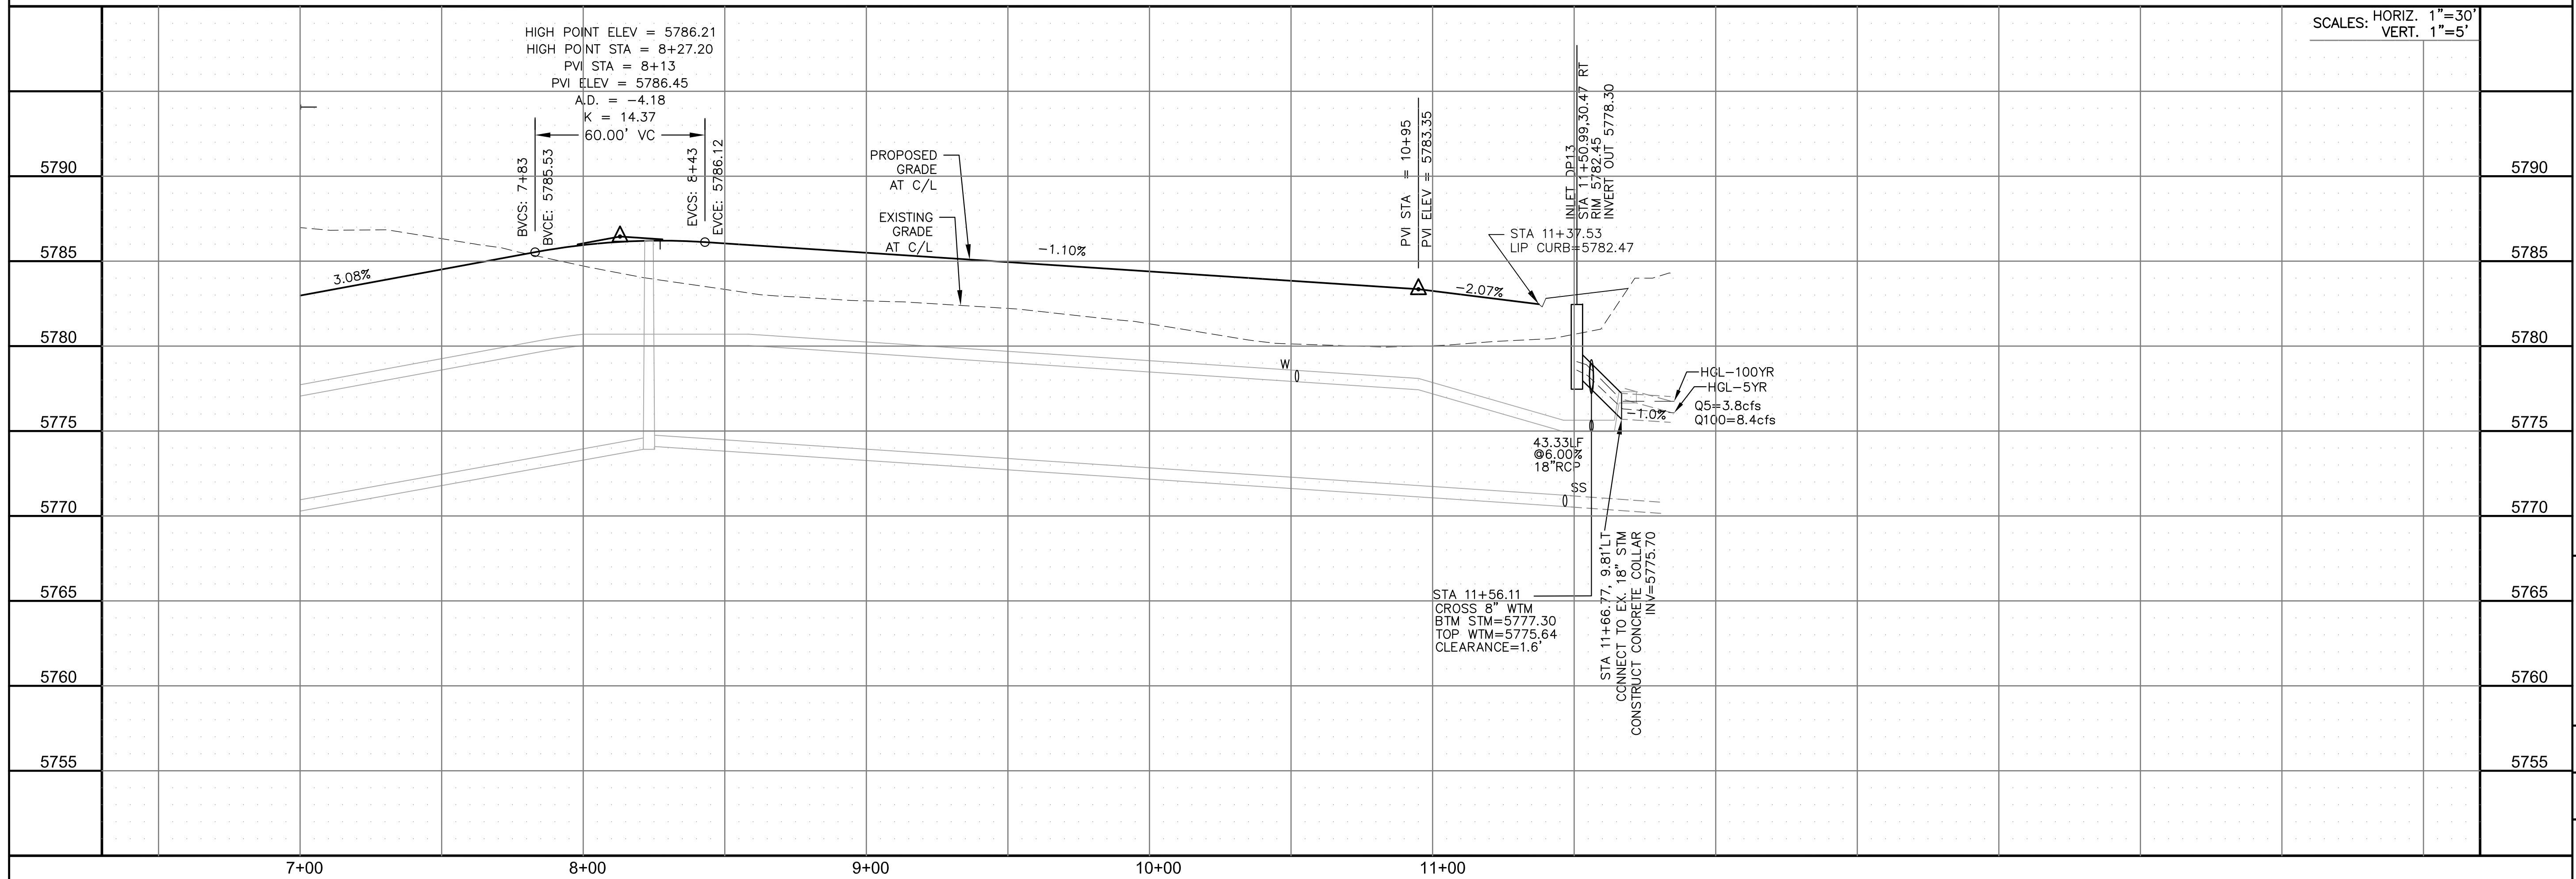 SCALES: HORIZ. 1"=30'
VERT. 1"=5'
HIGH POINT ELEV = 5786.21
HIGH POINT STA = 8+27.20
PVI STA = 8+13
PVI ELEV = 5786.45
A.D. = -4.18
K = 14.37
60.00' VC
BVCS: 7+83
BVCE: 5785.53
EVCS: 8+43
EVCE: 5786.12
PROPOSED
GRADE
AT C/L
EXISTING
GRADE
AT C/L
3.08%
-1.10%
PVI STA = 10+95
PVI ELEV = 5783.35
-2.07%
INLET DP13
STA 11+50.99,30.47 RT
RIM 5782.45
INVERT OUT 5778.30
STA 11+37.53
LIP CURB=5782.47
W
HGL-100YR
HGL-5YR
Q5=3.8cfs
Q100=8.4cfs
-1.0%
43.33LF
@6.00%
18"RCP
SS
STA 11+56.11
CROSS 8" WTM
BTM STM=5777.30
TOP WTM=5775.64
CLEARANCE=1.6'
STA 11+66.77, 9.81'LT
CONNECT TO EX. 18" STM
CONSTRUCT CONCRETE COLLAR
INV=5775.70
5790
5785
5780
5775
5770
5765
5760
5755
5790
5785
5780
5775
5770
5765
5760
5755
7+00
8+00
9+00
10+00
11+00